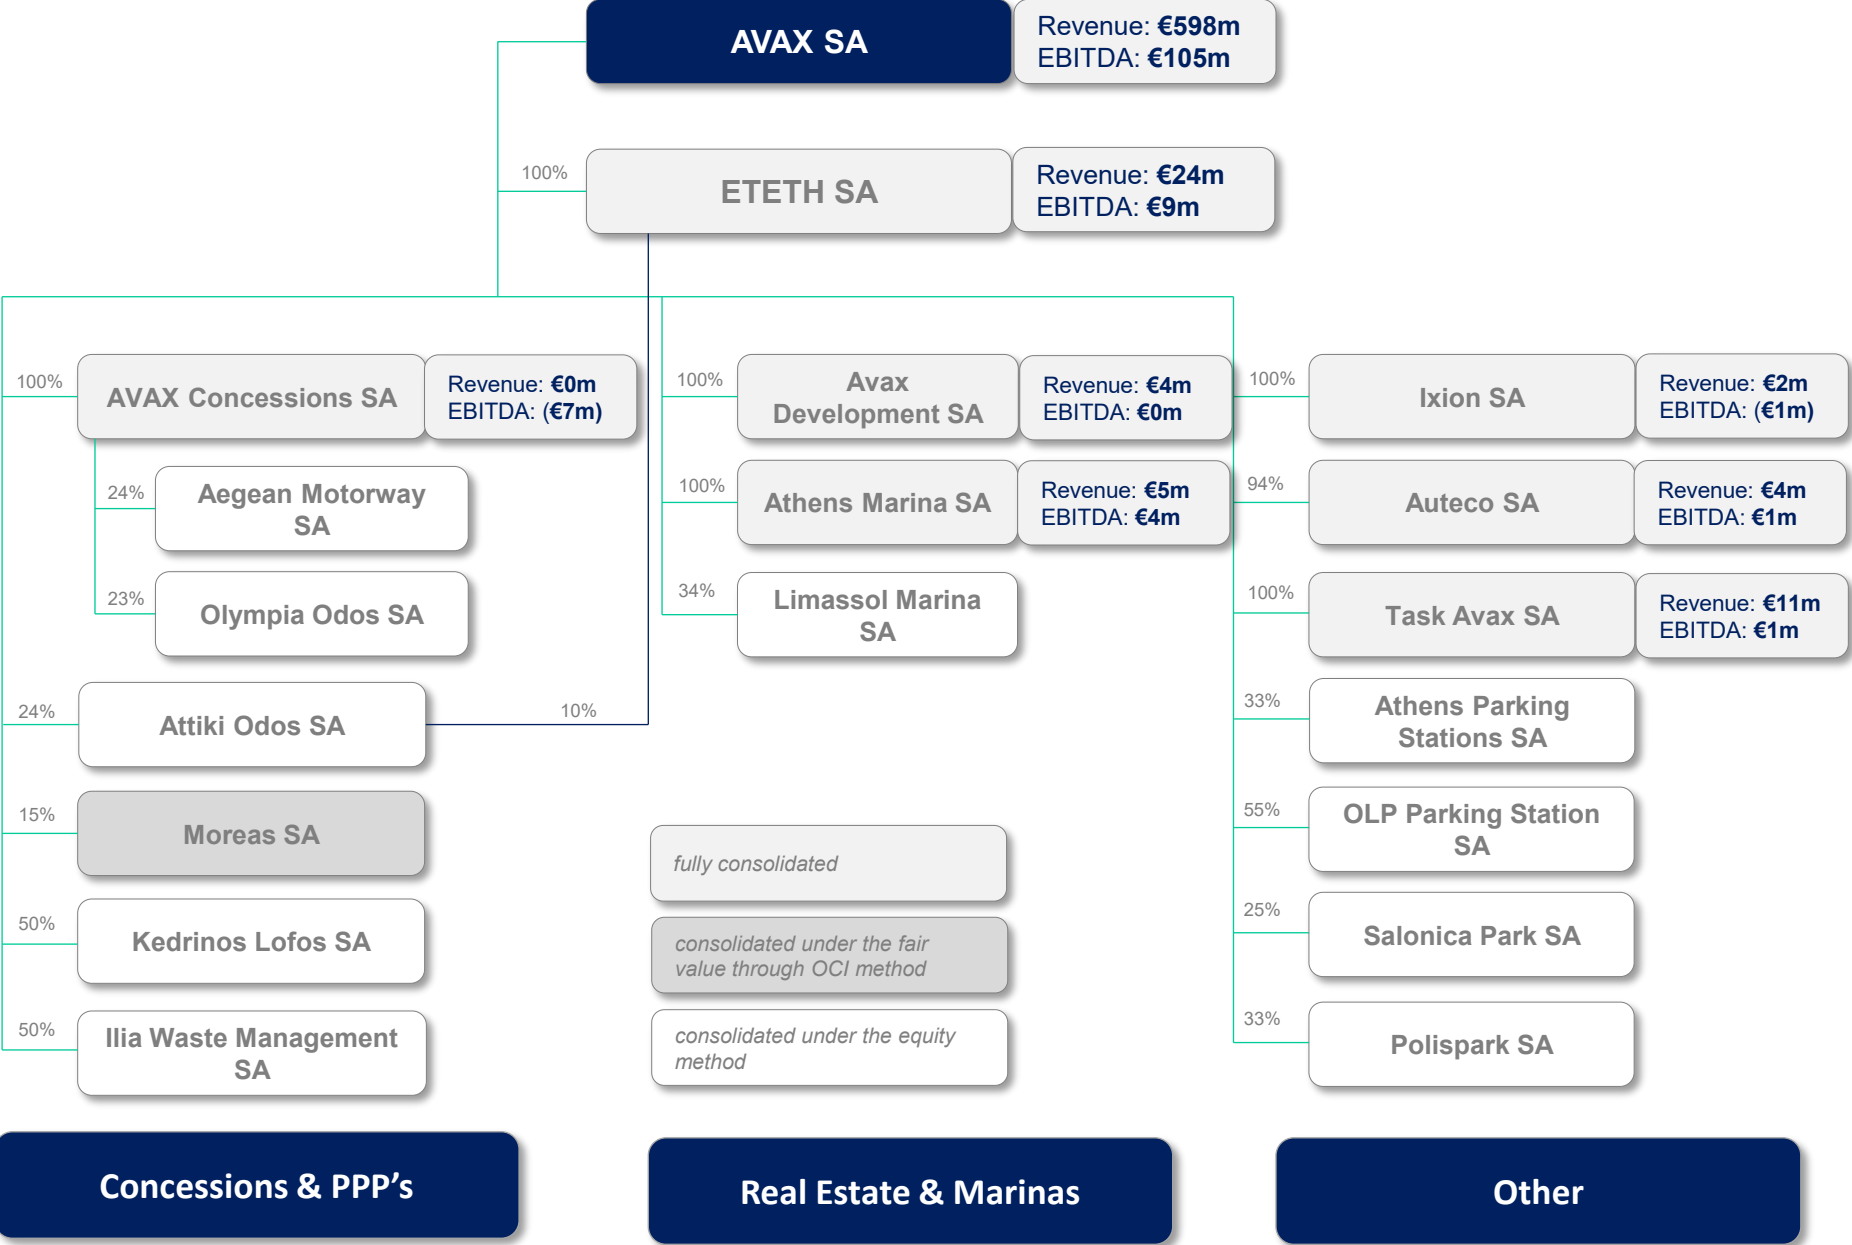 AVAX SA
Revenue: €598m
EBITDA: €105m
100%
ETETH SA
Revenue: €24m
EBITDA: €9m
100%
AVAX Concessions SA
Revenue: €0m
EBITDA: (€7m)
24%
Aegean Motorway
SA
23%
Olympia Odos SA
24%
Attiki Odos SA
10%
15%
Moreas SA
50%
Kedrinos Lofos SA
50%
Ilia Waste Management
SA
Concessions & PPP’s
100%
Avax
Development SA
Revenue: €4m
EBITDA: €0m
100%
Athens Marina SA
Revenue: €5m
EBITDA: €4m
34%
Limassol Marina
SA
fully consolidated
consolidated under the fair
value through OCI method
consolidated under the equity
method
Real Estate & Marinas
100%
Ixion SA
Revenue: €2m
EBITDA: (€1m)
94%
Auteco SA
Revenue: €4m
EBITDA: €1m
100%
Task Avax SA
Revenue: €11m
EBITDA: €1m
33%
Athens Parking
Stations SA
55%
OLP Parking Station
SA
25%
Salonica Park SA
33%
Polispark SA
Other